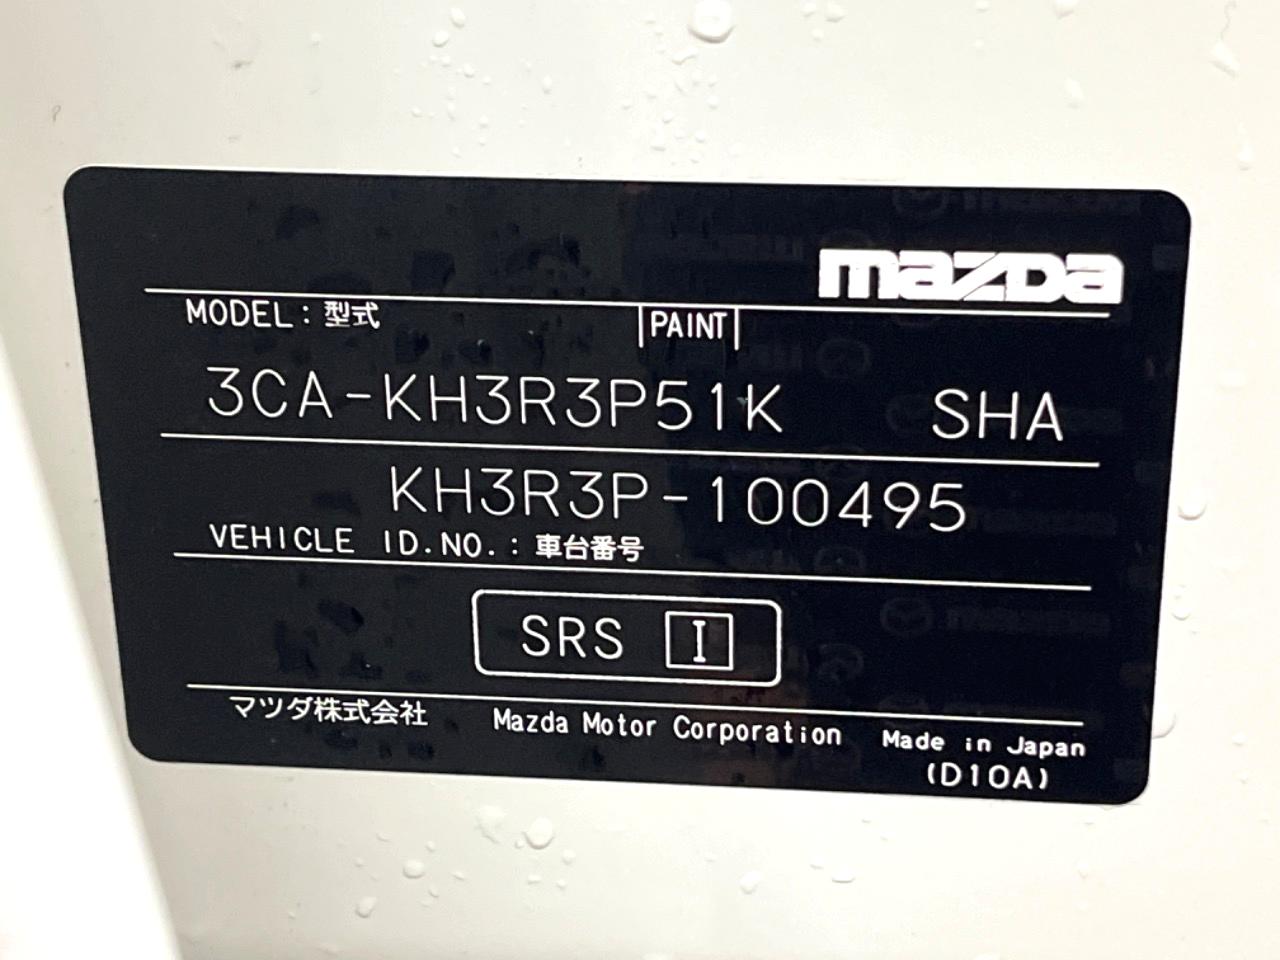 mazda
MODEL : 型式 PAINT
3CA-KH3R3P51K SHA
KH3R3P-100495
VEHICLE ID.NO. : 車台番号
SRS I
マツダ株式会社 Mazda Motor Corporation Made in Japan
(D10A)